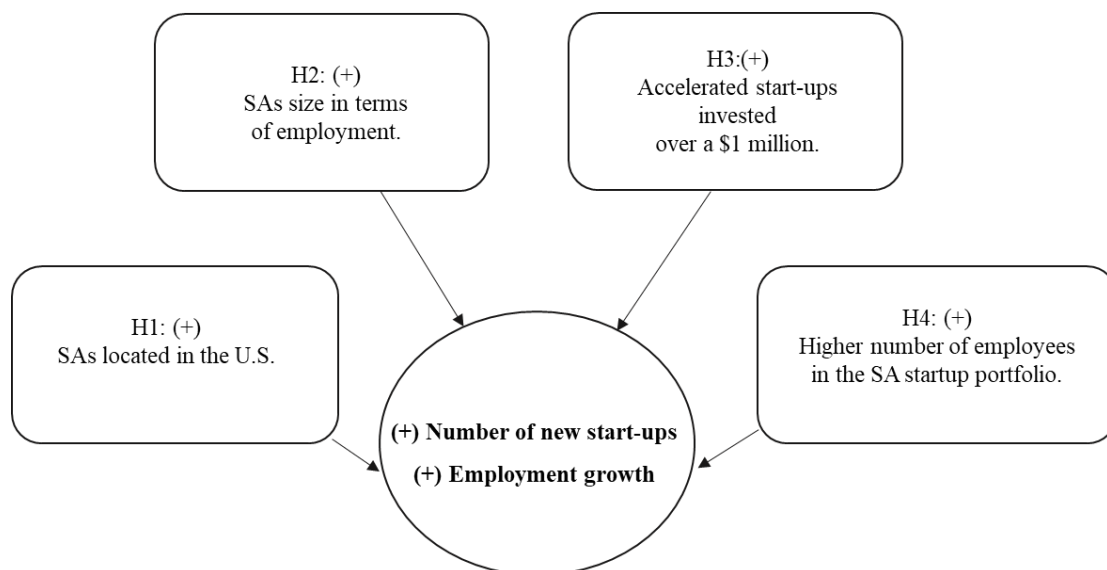 H2: (+)
SAs size in terms
of employment.
H3:(+)
Accelerated start-ups
invested
over a $1 million.
H1: (+)
SAs located in the U.S.
H4: (+)
Higher number of employees
in the SA startup portfolio.
(+) Number of new start-ups
(+) Employment growth